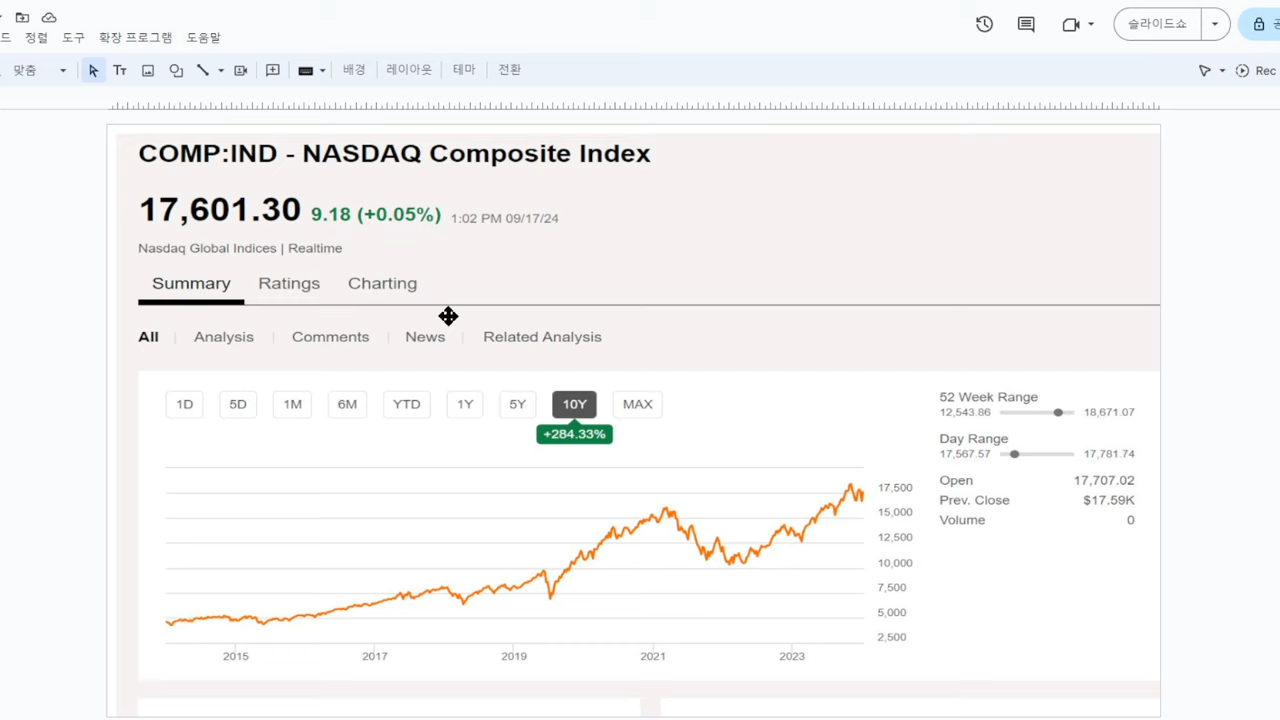 슬라이드쇼
정렬 도구 확장 프로그램 도움말
맞춤 배경 레이아웃 테마 전환 Rec
COMP:IND - NASDAQ Composite Index
17,601.30 9.18 (+0.05%) 1:02 PM 09/17/24
Nasdaq Global Indices | Realtime
Summary Ratings Charting
All Analysis Comments News Related Analysis
1D 5D 1M 6M YTD 1Y 5Y 10Y MAX
+284.33%
52 Week Range
12,543.86 18,671.07
Day Range
17,567.57 17,781.74
Open 17,707.02
Prev. Close $17.59K
Volume 0
17,500
15,000
12,500
10,000
7,500
5,000
2,500
2015 2017 2019 2021 2023